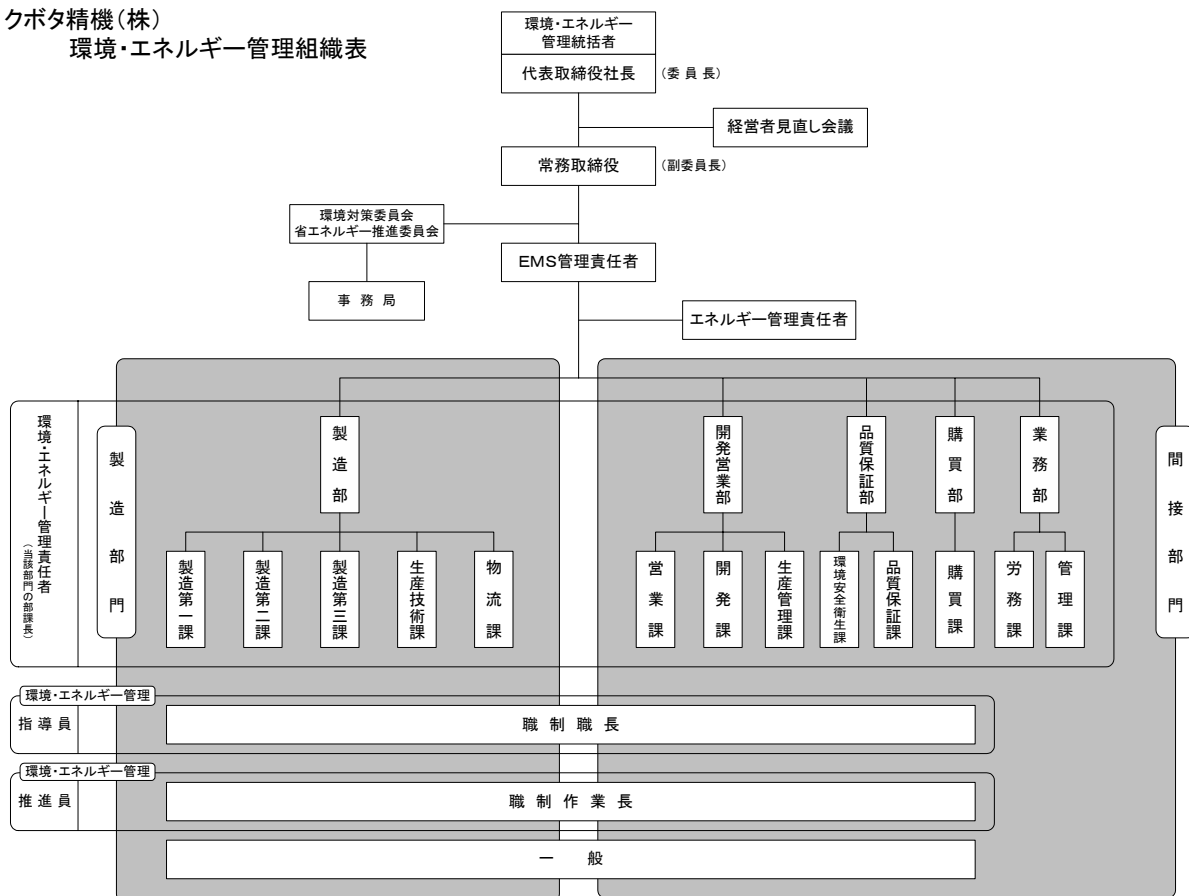 クボタ精機(株)
環境・エネルギー管理組織表
環境・エネルギー
管理統括者
代表取締役社長
(委員長)
経営者見直し会議
常務取締役
(副委員長)
環境対策委員会
省エネルギー推進委員会
EMS管理責任者
事務局
エネルギー管理責任者
環境・エネルギー管理責任者
(当該部門の部課長)
製造部門
製造部
開発営業部
品質保証部
購買部
業務部
間接部門
製造第一課
製造第二課
製造第三課
生産技術課
物流課
営業課
開発課
生産管理課
環境安全衛生課
品質保証課
購買課
労務課
管理課
環境・エネルギー管理
指導員
職制職長
環境・エネルギー管理
推進員
職制作業長
一般